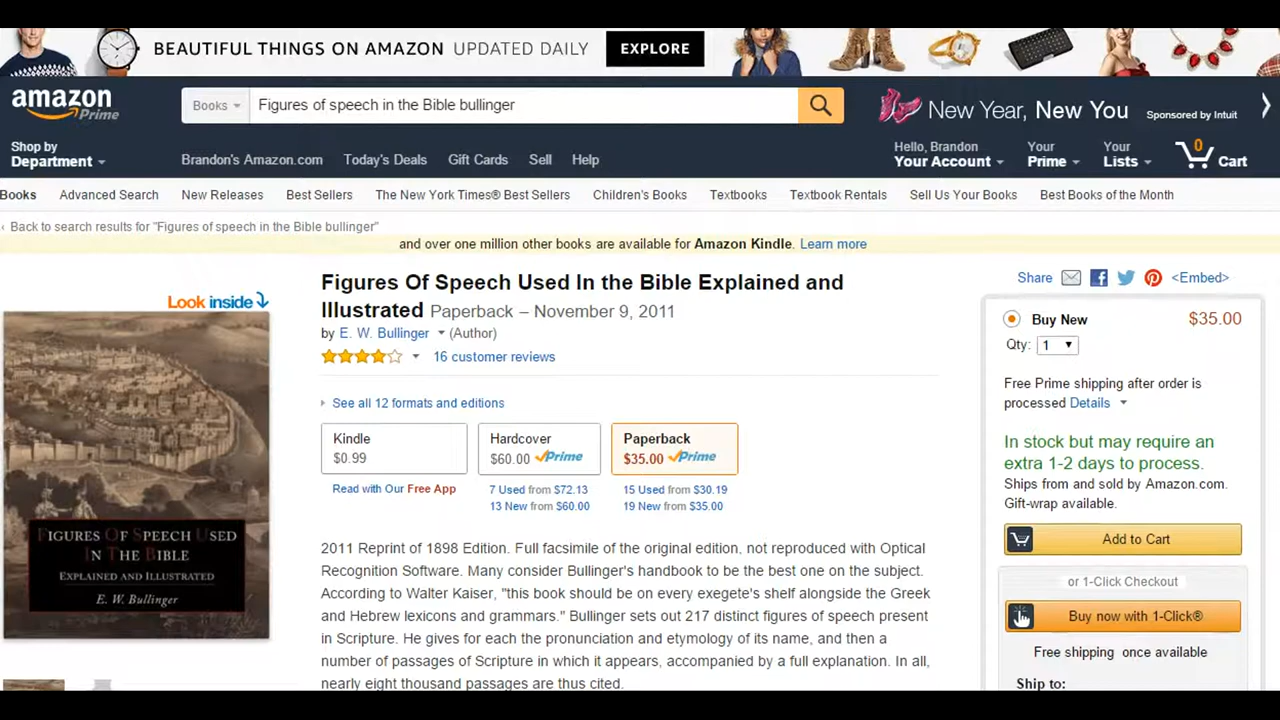 BEAUTIFUL THINGS ON AMAZON UPDATED DAILY EXPLORE
amazon Prime
Books
Figures of speech in the Bible bullinger
New Year, New You Sponsored by Intuit
Shop by
Department
Brandon's Amazon.com Today's Deals Gift Cards Sell Help
Hello, Brandon
Your Account
Your
Prime
Your
Lists
0
Cart
Books Advanced Search New Releases Best Sellers The New York Times® Best Sellers Children's Books Textbooks Textbook Rentals Sell Us Your Books Best Books of the Month
‹ Back to search results for "Figures of speech in the Bible bullinger"
and over one million other books are available for Amazon Kindle. Learn more
Look inside
FIGURES OF SPEECH USED
IN THE BIBLE
EXPLAINED AND ILLUSTRATED
E. W. Bullinger
Figures Of Speech Used In the Bible Explained and
Illustrated Paperback – November 9, 2011
by E. W. Bullinger (Author)
16 customer reviews
See all 12 formats and editions
Kindle
$0.99
Read with Our Free App
Hardcover
$60.00 Prime
7 Used from $72.13
13 New from $60.00
Paperback
$35.00 Prime
15 Used from $30.19
19 New from $35.00
2011 Reprint of 1898 Edition. Full facsimile of the original edition, not reproduced with Optical
Recognition Software. Many consider Bullinger's handbook to be the best one on the subject.
According to Walter Kaiser, "this book should be on every exegete's shelf alongside the Greek
and Hebrew lexicons and grammars." Bullinger sets out 217 distinct figures of speech present
in Scripture. He gives for each the pronunciation and etymology of its name, and then a
number of passages of Scripture in which it appears, accompanied by a full explanation. In all,
nearly eight thousand passages are thus cited.
Share <Embed>
Buy New $35.00
Qty: 1
Free Prime shipping after order is
processed Details
In stock but may require an
extra 1-2 days to process.
Ships from and sold by Amazon.com.
Gift-wrap available.
Add to Cart
or 1-Click Checkout
Buy now with 1-Click®
Free shipping once available
Ship to: